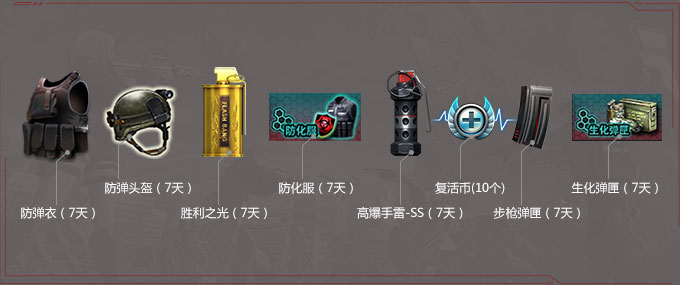 FLASH BANG
防化服
生化弹匣
防弹头盔（7天）
防化服（7天）
复活币(10个)
生化弹匣（7天）
防弹衣（7天）
胜利之光（7天）
高爆手雷-SS（7天）
步枪弹匣（7天）